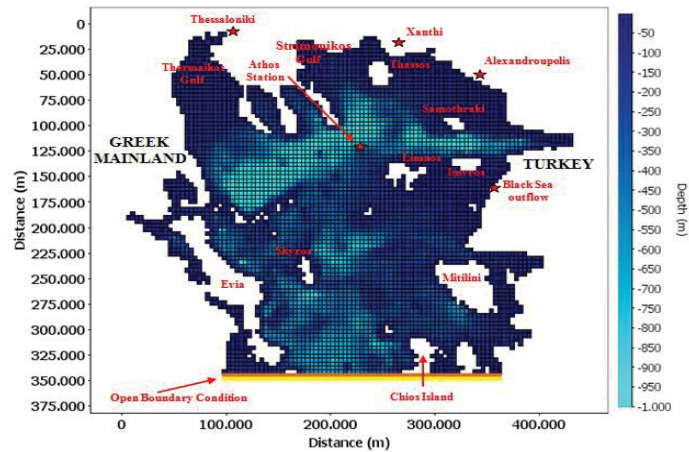 Thessaloniki
Xanthi
Strimonikos
Gulf
Thassos
Alexandroupolis
Thermaikos
Gulf
Athos
Station
Samothraki
GREEK
MAINLAND
Limnos
Imvros
TURKEY
Black Sea
outflow
Skyros
Evia
Mitilini
Open Boundary Condition
Chios Island
0
25.000
50.000
75.000
100.000
125.000
150.000
175.000
200.000
225.000
250.000
275.000
300.000
325.000
350.000
375.000
Distance (m)
0
100.000
200.000
300.000
400.000
Distance (m)
-50
-100
-150
-200
-250
-300
-350
-400
-450
-500
-550
-600
-650
-700
-750
-800
-850
-900
-950
-1.000
Depth (m)